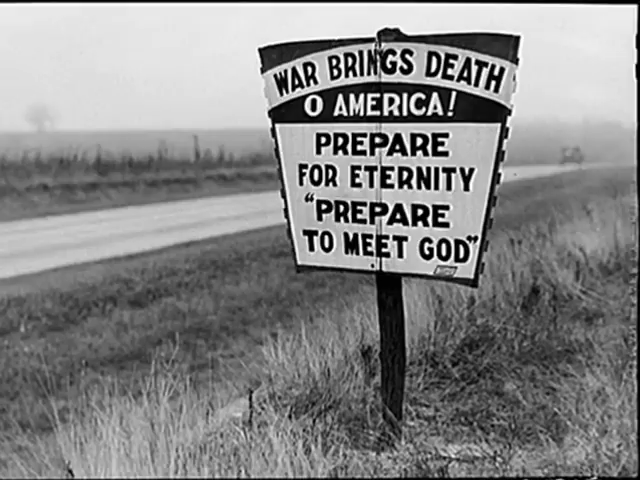 WAR BRINGS DEATH
O AMERICA!
PREPARE
FOR ETERNITY
"PREPARE
TO MEET GOD"